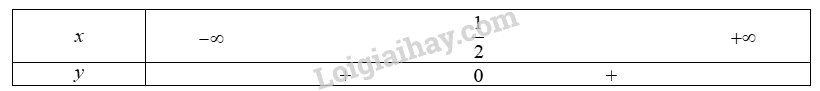 x −∞ 1/2 +∞
y − 0 +
Loigiaihay.com